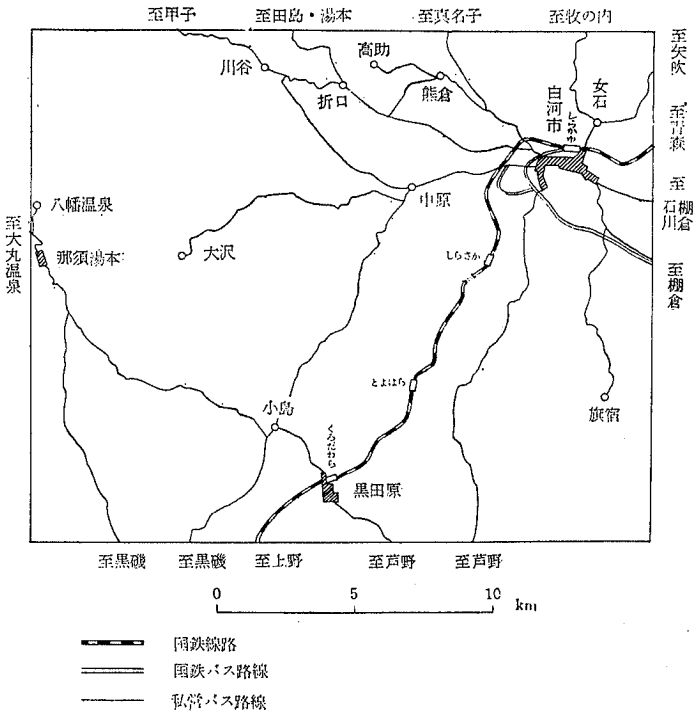 至甲子
至田島・湯本
至真名子
至牧の内
至矢吹
至青森
至石川棚倉
至棚倉
至大丸温泉
川谷
高助
折口
熊倉
白河市
しらかわ
女石
八幡温泉
那須湯本
大沢
中原
しらさか
とよはら
旗宿
小島
くろだわら
黒田原
至黒磯
至黒磯
至上野
至芦野
至芦野
0 5 10 km
国鉄線路
国鉄バス路線
私営バス路線